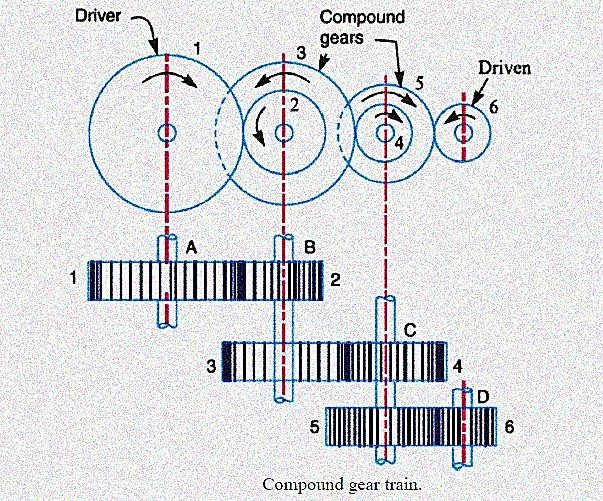 Driver
Compound
gears
1
3
5
Driven
6
2
4
A
B
1
2
C
3
4
D
5
6
Compound gear train.